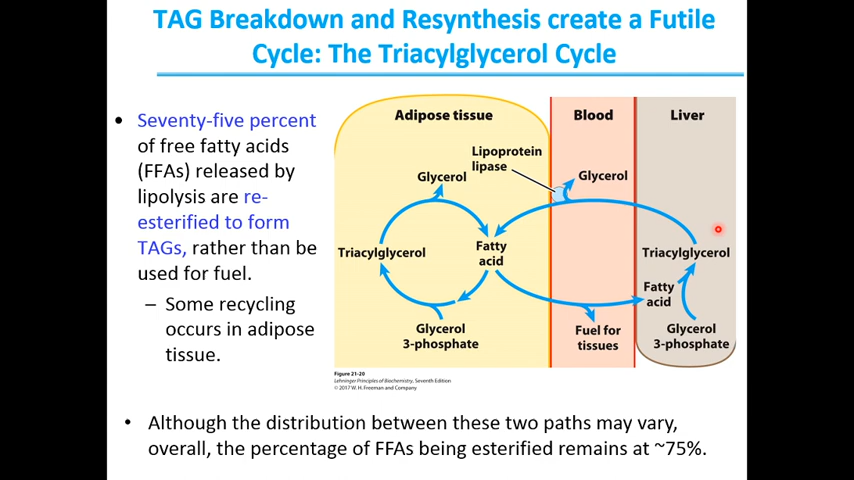 TAG Breakdown and Resynthesis create a Futile
Cycle: The Triacylglycerol Cycle
• Seventy-five percent
of free fatty acids
(FFAs) released by
lipolysis are re-
esterified to form
TAGs, rather than be
used for fuel.
– Some recycling
occurs in adipose
tissue.
Adipose tissue
Blood
Liver
Lipoprotein
lipase
Glycerol
Glycerol
Triacylglycerol
Fatty
acid
Triacylglycerol
Fatty
acid
Glycerol
3-phosphate
Fuel for
tissues
Glycerol
3-phosphate
Figure 21-20
Lehninger Principles of Biochemistry, Seventh Edition
© 2017 W. H. Freeman and Company
• Although the distribution between these two paths may vary,
overall, the percentage of FFAs being esterified remains at ~75%.